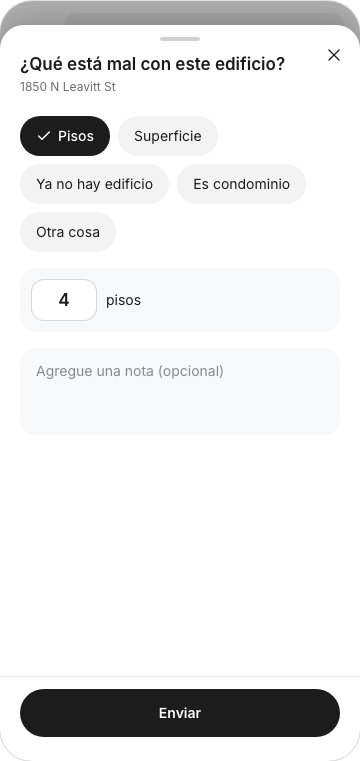 ¿Qué está mal con este edificio?
1850 N Leavitt St
Pisos
Superficie
Ya no hay edificio
Es condominio
Otra cosa
4 pisos
Agregue una nota (opcional)
Enviar